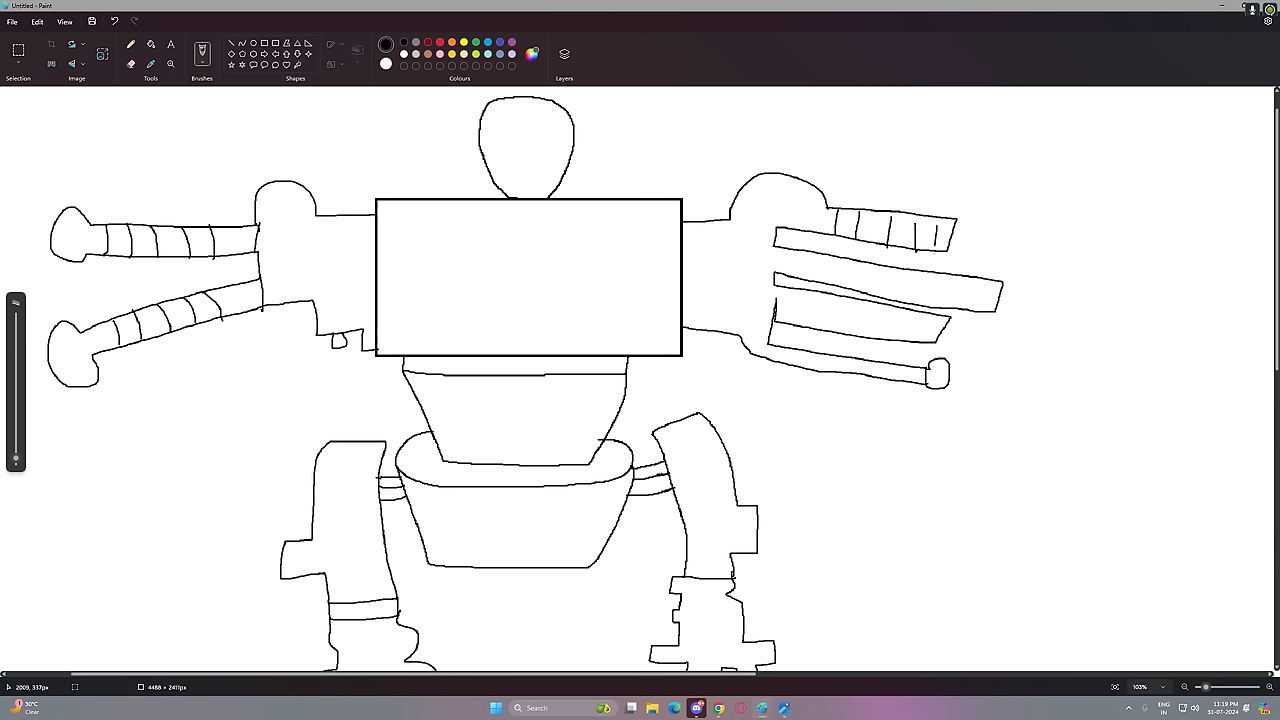 Untitled - Paint
File Edit View
Selection Image Tools Brushes Shapes Colours Layers
2009, 337px 4488 × 2411px 103%
30°C
Clear
Search
ENG
IN
11:19 PM
31-07-2024